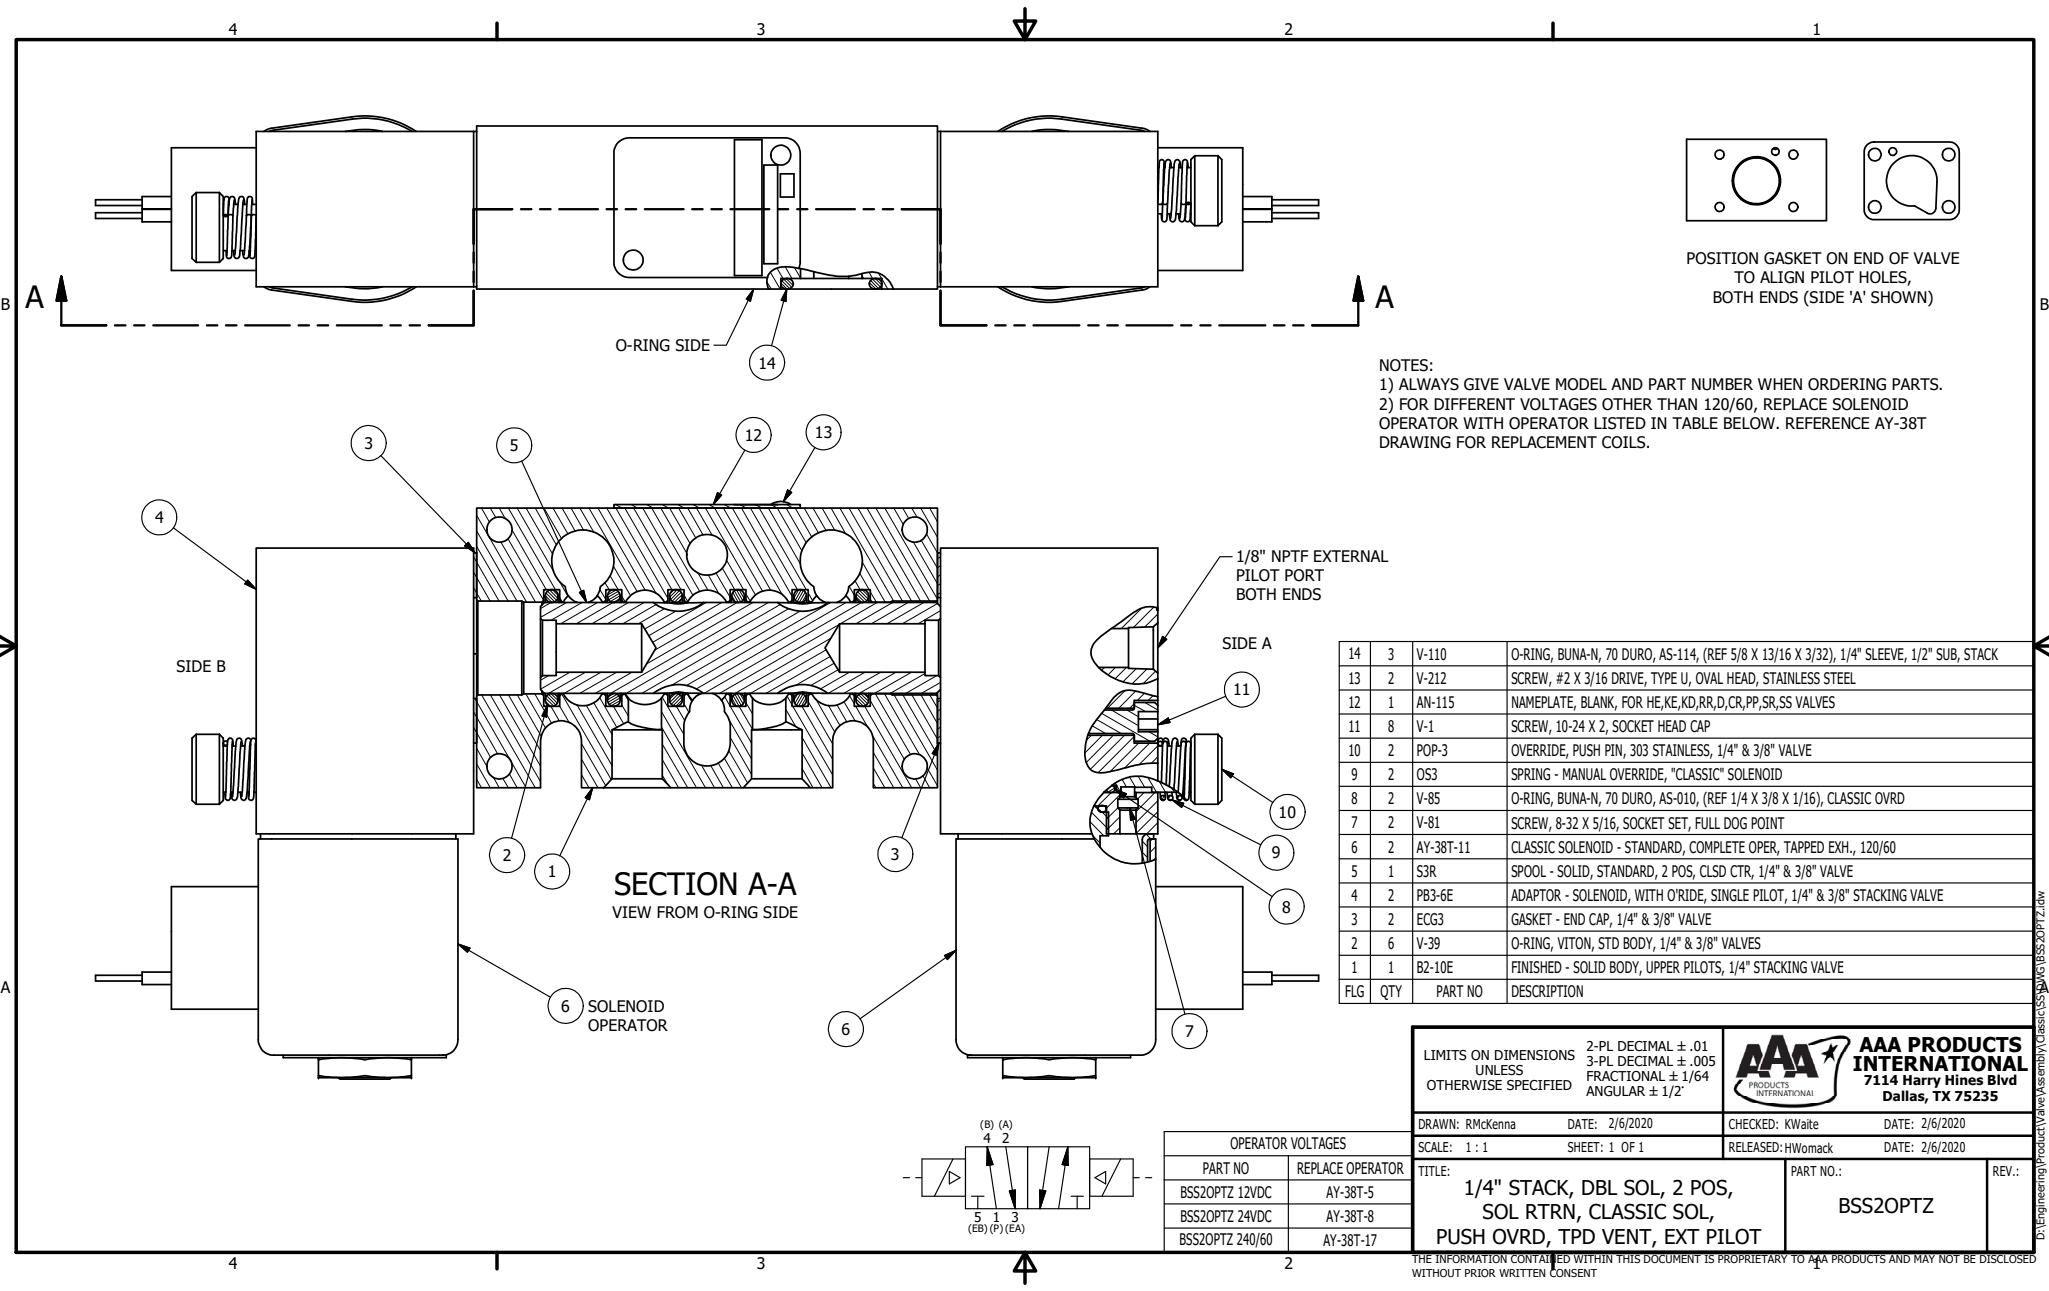 4 3 2 1
B
A
A
O-RING SIDE
14
POSITION GASKET ON END OF VALVE
TO ALIGN PILOT HOLES,
BOTH ENDS (SIDE 'A' SHOWN)
B
NOTES:
1) ALWAYS GIVE VALVE MODEL AND PART NUMBER WHEN ORDERING PARTS.
2) FOR DIFFERENT VOLTAGES OTHER THAN 120/60, REPLACE SOLENOID
OPERATOR WITH OPERATOR LISTED IN TABLE BELOW. REFERENCE AY-38T
DRAWING FOR REPLACEMENT COILS.
3
5
12
13
4
1/8" NPTF EXTERNAL
PILOT PORT
BOTH ENDS
SIDE A
SIDE B
11
10
9
8
7
2
1
3
SECTION A-A
VIEW FROM O-RING SIDE
6 SOLENOID
OPERATOR
6
A
14 3 V-110 O-RING, BUNA-N, 70 DURO, AS-114, (REF 5/8 X 13/16 X 3/32), 1/4" SLEEVE, 1/2" SUB, STACK
13 2 V-212 SCREW, #2 X 3/16 DRIVE, TYPE U, OVAL HEAD, STAINLESS STEEL
12 1 AN-115 NAMEPLATE, BLANK, FOR HE,KE,KD,RR,D,CR,PP,SR,SS VALVES
11 8 V-1 SCREW, 10-24 X 2, SOCKET HEAD CAP
10 2 POP-3 OVERRIDE, PUSH PIN, 303 STAINLESS, 1/4" & 3/8" VALVE
9 2 OS3 SPRING - MANUAL OVERRIDE, "CLASSIC" SOLENOID
8 2 V-85 O-RING, BUNA-N, 70 DURO, AS-010, (REF 1/4 X 3/8 X 1/16), CLASSIC OVRD
7 2 V-81 SCREW, 8-32 X 5/16, SOCKET SET, FULL DOG POINT
6 2 AY-38T-11 CLASSIC SOLENOID - STANDARD, COMPLETE OPER, TAPPED EXH., 120/60
5 1 S3R SPOOL - SOLID, STANDARD, 2 POS, CLSD CTR, 1/4" & 3/8" VALVE
4 2 PB3-6E ADAPTOR - SOLENOID, WITH O'RIDE, SINGLE PILOT, 1/4" & 3/8" STACKING VALVE
3 2 ECG3 GASKET - END CAP, 1/4" & 3/8" VALVE
2 6 V-39 O-RING, VITON, STD BODY, 1/4" & 3/8" VALVES
1 1 B2-10E FINISHED - SOLID BODY, UPPER PILOTS, 1/4" STACKING VALVE
FLG QTY PART NO DESCRIPTION
A
D:\Engineering\Product\Valve\Assembly\Classic\SS\DWG\BSS2OPTZ.idw
(B) (A)
4 2
5 1 3
(EB) (P) (EA)
OPERATOR VOLTAGES
PART NO REPLACE OPERATOR
BSS2OPTZ 12VDC AY-38T-5
BSS2OPTZ 24VDC AY-38T-8
BSS2OPTZ 240/60 AY-38T-17
LIMITS ON DIMENSIONS
UNLESS
OTHERWISE SPECIFIED
2-PL DECIMAL ± .01
3-PL DECIMAL ± .005
FRACTIONAL ± 1/64
ANGULAR ± 1/2°
AAA
PRODUCTS
INTERNATIONAL
AAA PRODUCTS
INTERNATIONAL
7114 Harry Hines Blvd
Dallas, TX 75235
DRAWN: RMcKenna DATE: 2/6/2020 CHECKED: KWaite DATE: 2/6/2020
SCALE: 1 : 1 SHEET: 1 OF 1 RELEASED: HWomack DATE: 2/6/2020
TITLE:
1/4" STACK, DBL SOL, 2 POS,
SOL RTRN, CLASSIC SOL,
PUSH OVRD, TPD VENT, EXT PILOT
PART NO.:
BSS2OPTZ
REV.:
4 3 2 1
THE INFORMATION CONTAINED WITHIN THIS DOCUMENT IS PROPRIETARY TO AAA PRODUCTS AND MAY NOT BE DISCLOSED
WITHOUT PRIOR WRITTEN CONSENT